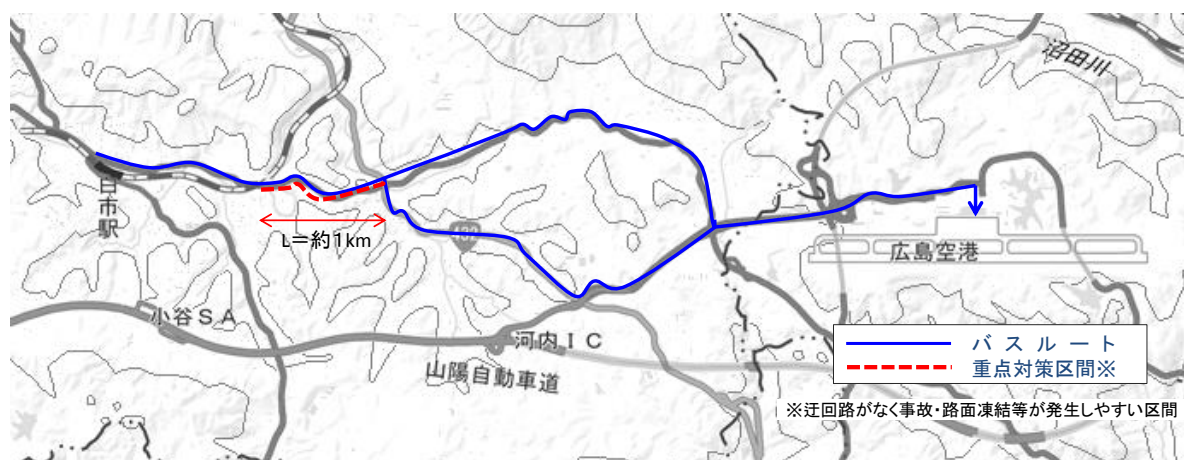 沼田川
白市駅
L=約1km
432
広島空港
小谷SA
河内IC
山陽自動車道
バスルート
重点対策区間※
※迂回路がなく事故・路面凍結等が発生しやすい区間